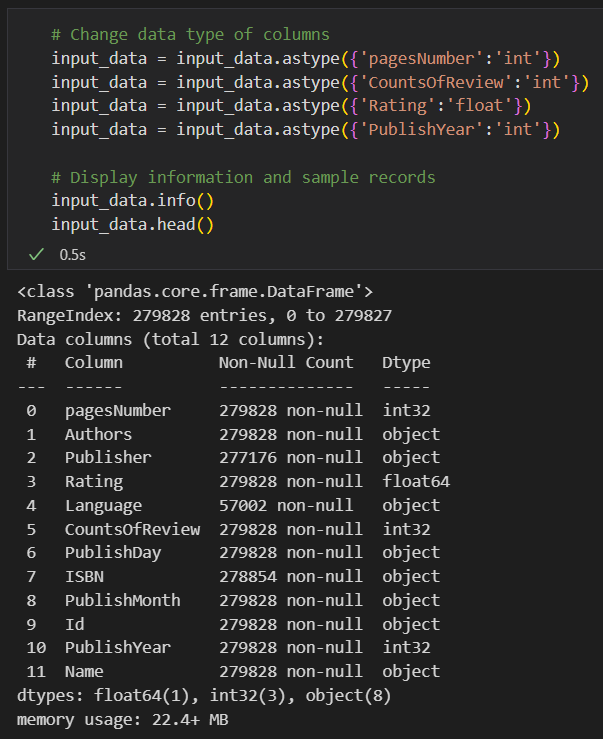 # Change data type of columns
input_data = input_data.astype({'pagesNumber':'int'})
input_data = input_data.astype({'CountsOfReview':'int'})
input_data = input_data.astype({'Rating':'float'})
input_data = input_data.astype({'PublishYear':'int'})
# Display information and sample records
input_data.info()
input_data.head()
0.5s
<class 'pandas.core.frame.DataFrame'>
RangeIndex: 279828 entries, 0 to 279827
Data columns (total 12 columns):
 #   Column          Non-Null Count   Dtype
---  ------          --------------   -----
 0   pagesNumber     279828 non-null  int32
 1   Authors         279828 non-null  object
 2   Publisher       277176 non-null  object
 3   Rating          279828 non-null  float64
 4   Language        57002 non-null   object
 5   CountsOfReview  279828 non-null  int32
 6   PublishDay      279828 non-null  object
 7   ISBN            278854 non-null  object
 8   PublishMonth    279828 non-null  object
 9   Id              279828 non-null  object
 10  PublishYear     279828 non-null  int32
 11  Name            279828 non-null  object
dtypes: float64(1), int32(3), object(8)
memory usage: 22.4+ MB